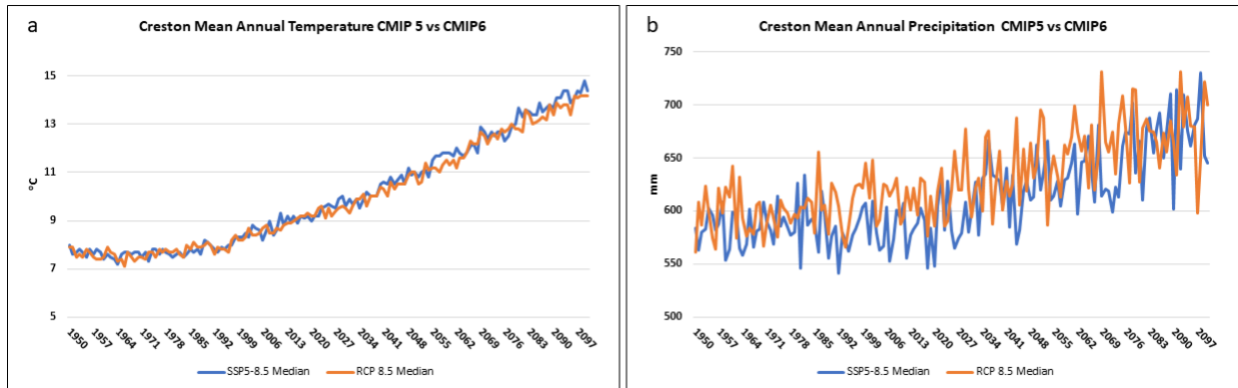 a
Creston Mean Annual Temperature CMIP 5 vs CMIP6
15
13
11
9
7
5
°C
1950 1957 1964 1971 1978 1985 1992 1999 2006 2013 2020 2027 2034 2041 2048 2055 2062 2069 2076 2083 2090 2097
SSP5-8.5 Median RCP 8.5 Median
b
Creston Mean Annual Precipitation CMIP5 vs CMIP6
750
700
650
600
550
500
mm
1950 1957 1964 1971 1978 1985 1992 1999 2006 2013 2020 2027 2034 2041 2048 2055 2062 2069 2076 2083 2090 2097
SSP5-8.5 Median RCP 8.5 Median